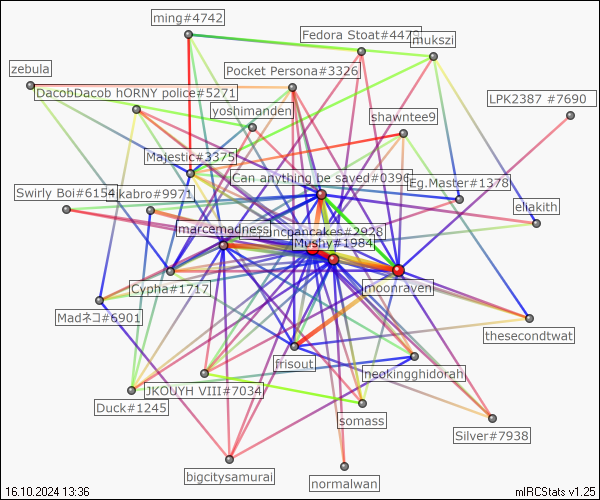 ming#4742
Fedora Stoat#447
mukszi
zebula
Pocket Persona#3326
DacobDacob hORNY police#5271
LPK2387 #7690
yoshimanden
shawntee9
Majestic#3375
Can anything be saved#0396
Eg.Master#1378
Swirly Boi#6154
kabro#9971
eliakith
marcemadness
ncpancakes#2928
Mushy#1984
Cypha#1717
moonraven
Madネコ#6901
thesecondtwat
frisout
neokingghidorah
JKOUYH VIII#7034
Duck#1245
somass
Silver#7938
bigcitysamurai
normalwan
16.10.2024 13:36
mIRCStats v1.25